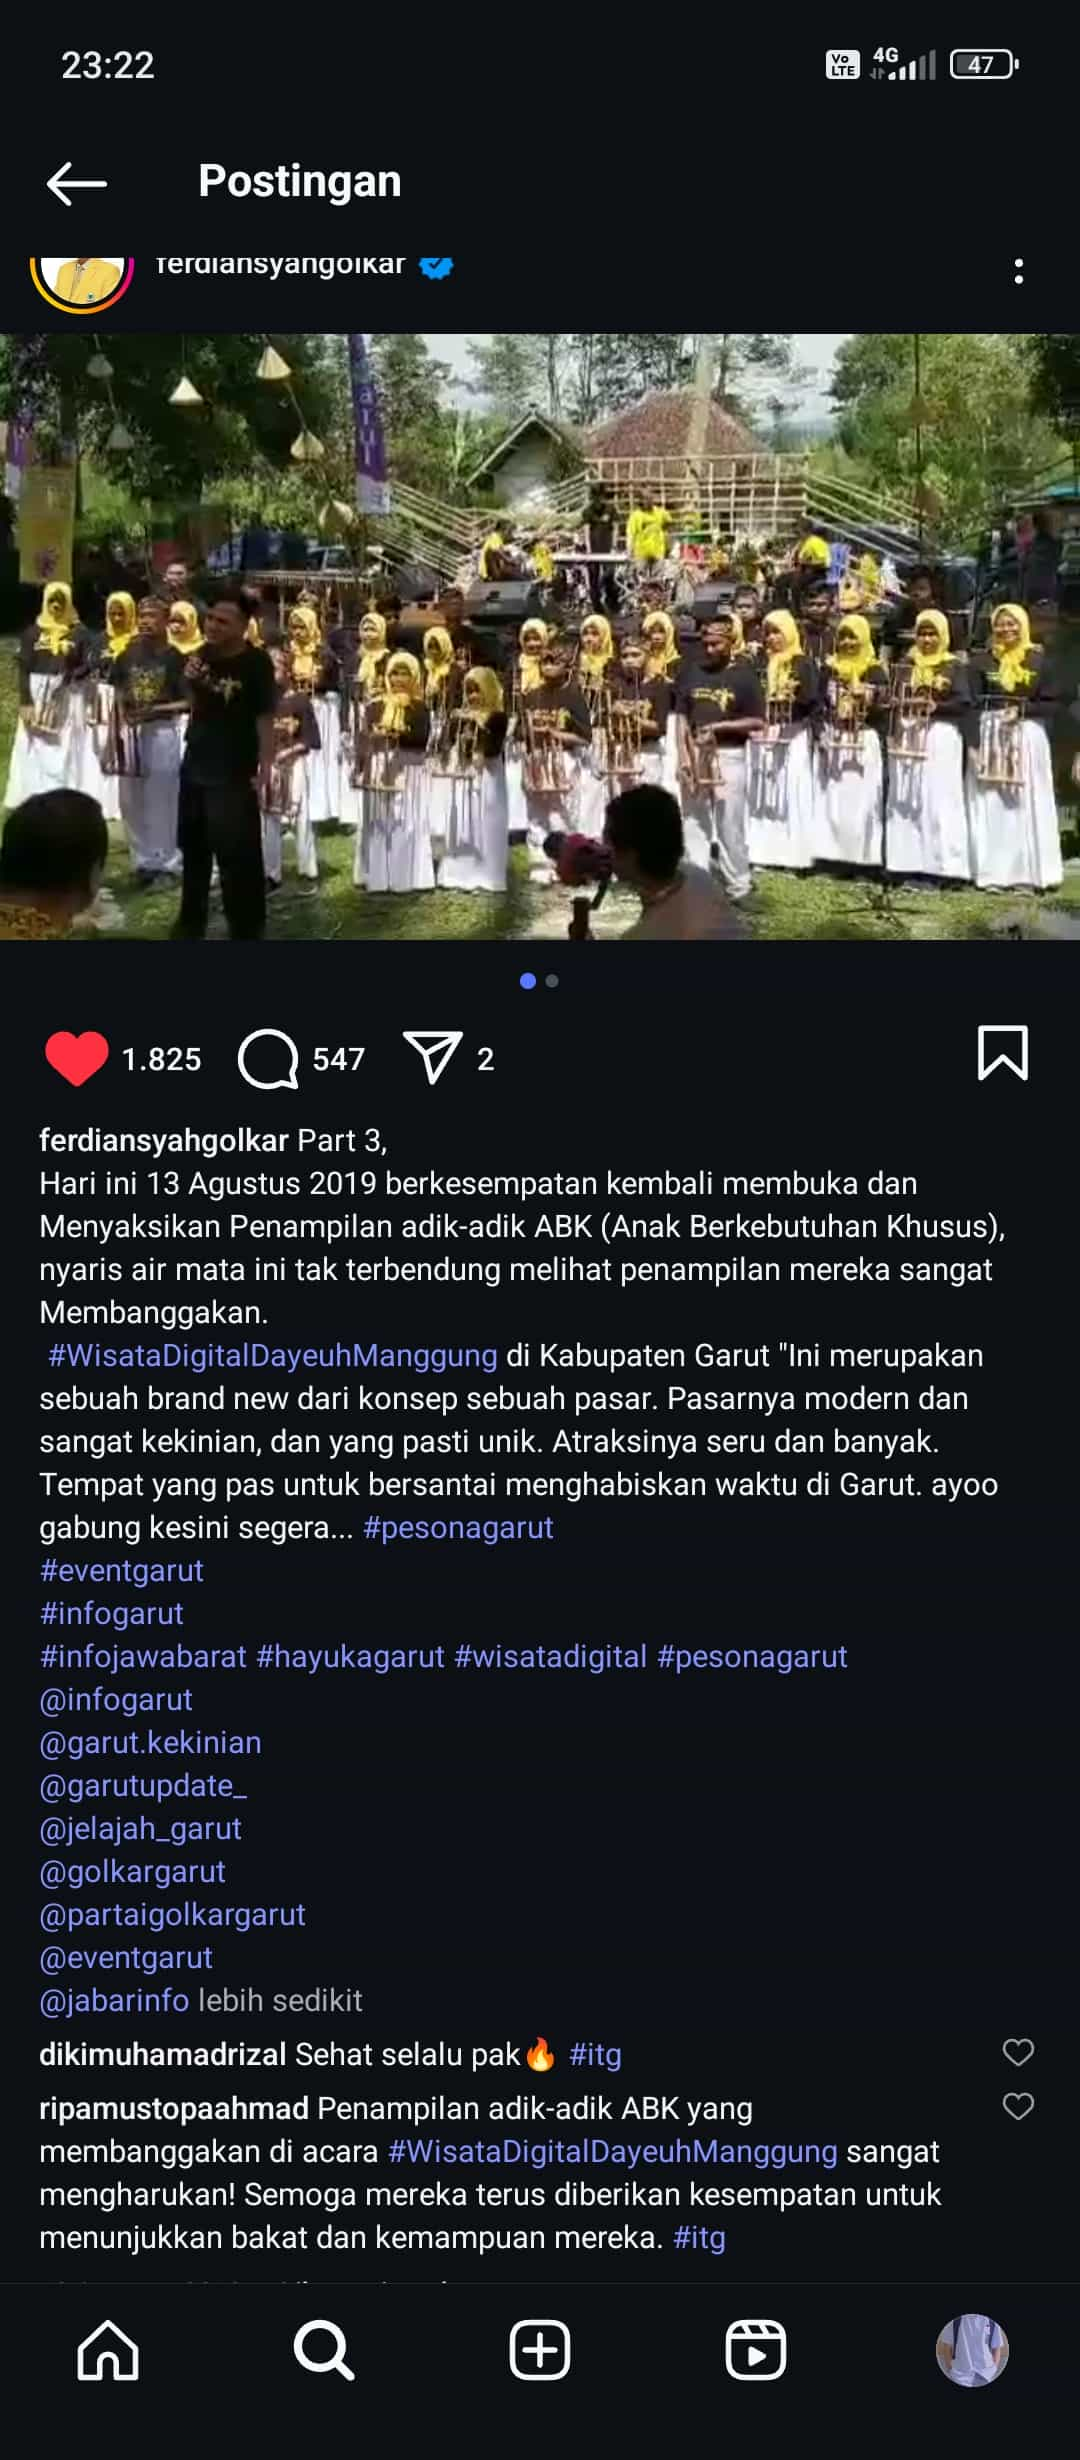 23:22
Vo LTE 4G 47
Postingan
ferdiansyahgolkar
1.825 547 2
ferdiansyahgolkar Part 3,
Hari ini 13 Agustus 2019 berkesempatan kembali membuka dan
Menyaksikan Penampilan adik-adik ABK (Anak Berkebutuhan Khusus),
nyaris air mata ini tak terbendung melihat penampilan mereka sangat
Membanggakan.
#WisataDigitalDayeuhManggung di Kabupaten Garut "Ini merupakan
sebuah brand new dari konsep sebuah pasar. Pasarnya modern dan
sangat kekinian, dan yang pasti unik. Atraksinya seru dan banyak.
Tempat yang pas untuk bersantai menghabiskan waktu di Garut. ayoo
gabung kesini segera... #pesonagarut
#eventgarut
#infogarut
#infojawabarat #hayukagarut #wisatadigital #pesonagarut
@infogarut
@garut.kekinian
@garutupdate_
@jelajah_garut
@golkargarut
@partaigolkargarut
@eventgarut
@jabarinfo lebih sedikit
dikimuhamadrizal Sehat selalu pak🔥 #itg
ripamustopaahmad Penampilan adik-adik ABK yang
membanggakan di acara #WisataDigitalDayeuhManggung sangat
mengharukan! Semoga mereka terus diberikan kesempatan untuk
menunjukkan bakat dan kemampuan mereka. #itg